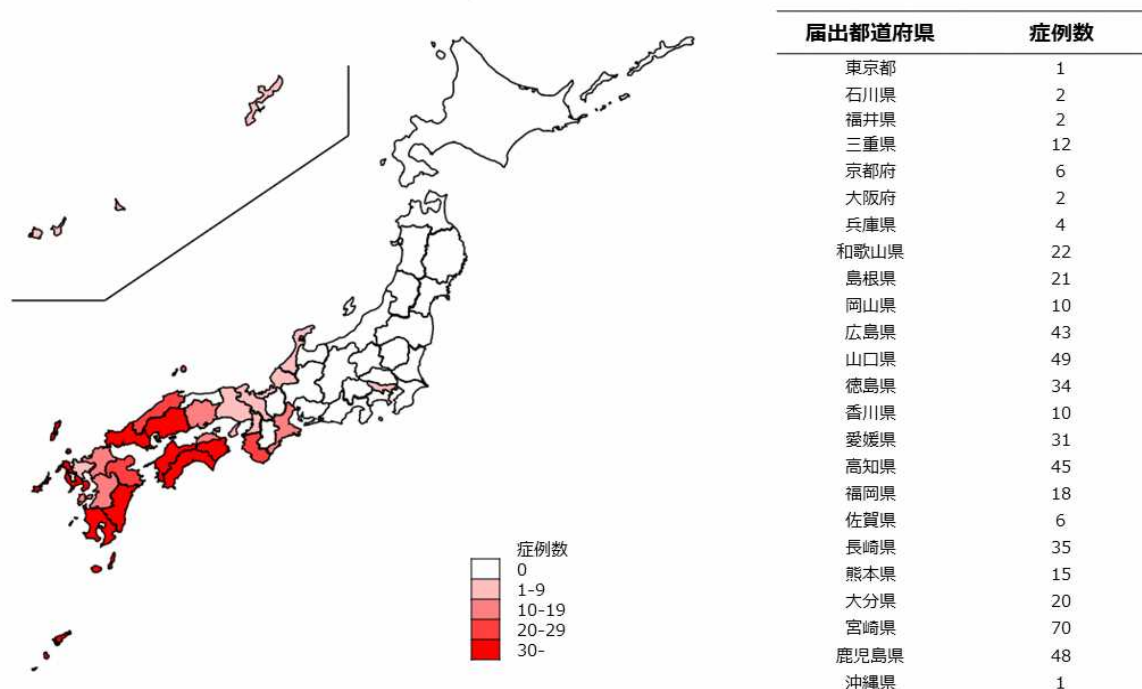 届出都道府県 症例数
東京都 1
石川県 2
福井県 2
三重県 12
京都府 6
大阪府 2
兵庫県 4
和歌山県 22
島根県 21
岡山県 10
広島県 43
山口県 49
徳島県 34
香川県 10
愛媛県 31
高知県 45
福岡県 18
佐賀県 6
長崎県 35
熊本県 15
大分県 20
宮崎県 70
鹿児島県 48
沖縄県 1
症例数
0
1-9
10-19
20-29
30-